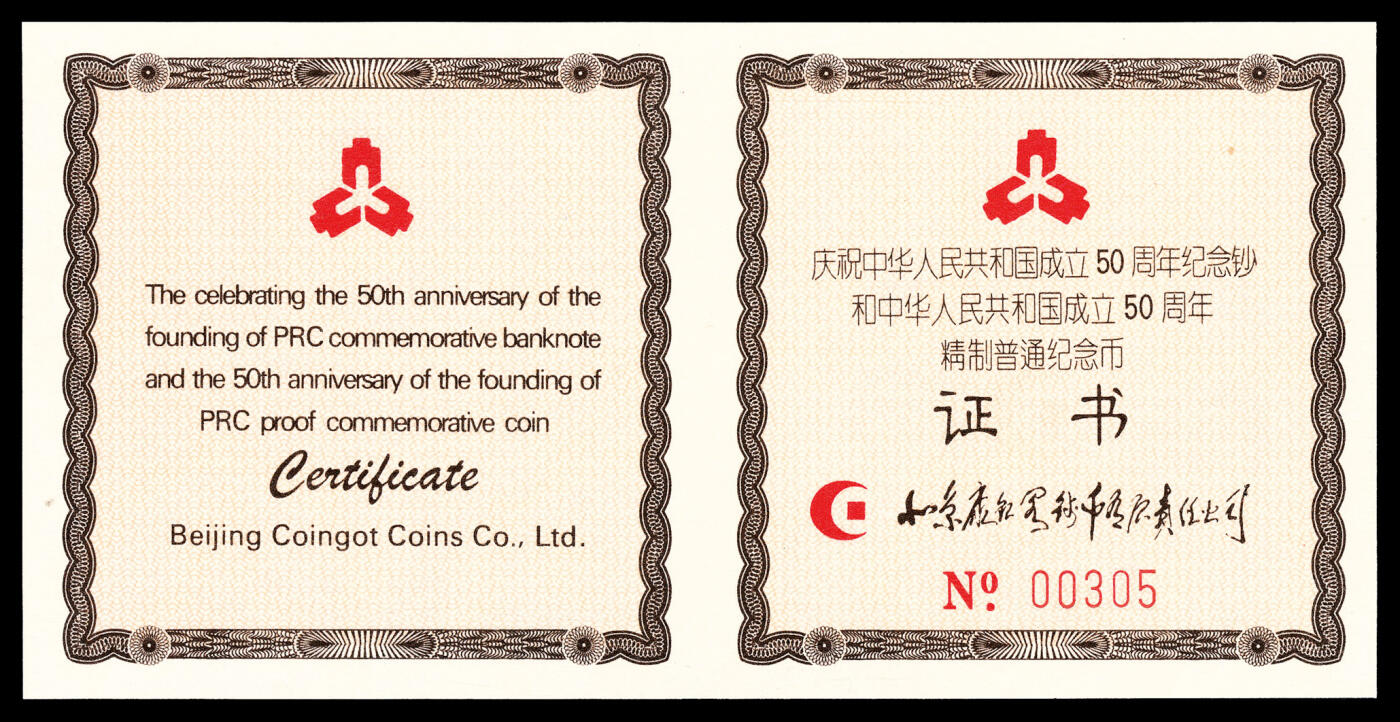 The celebrating the 50th anniversary of the
founding of PRC commemorative banknote
and the 50th anniversary of the founding of
PRC proof commemorative coin
Certificate
Beijing Coingot Coins Co., Ltd.
庆祝中华人民共和国成立 50 周年纪念钞
和中华人民共和国成立 50 周年
精制普通纪念币
证 书
北京康银阁钱币有限责任公司
Nº. 00305